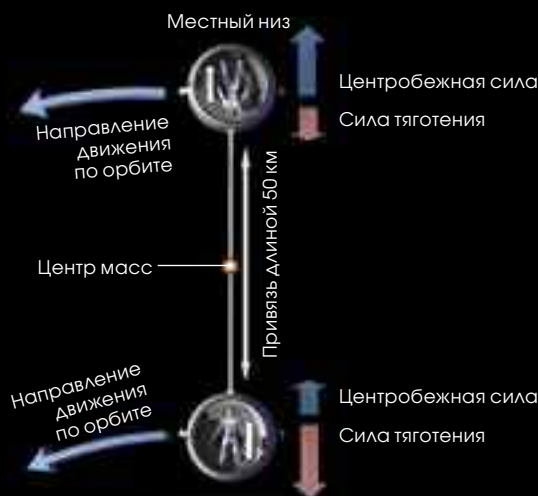 Местный низ
Центробежная сила
Сила тяготения
Направление
движения
по орбите
Привязь длиной 50 км
Центр масс
Направление
движения
по орбите
Центробежная сила
Сила тяготения